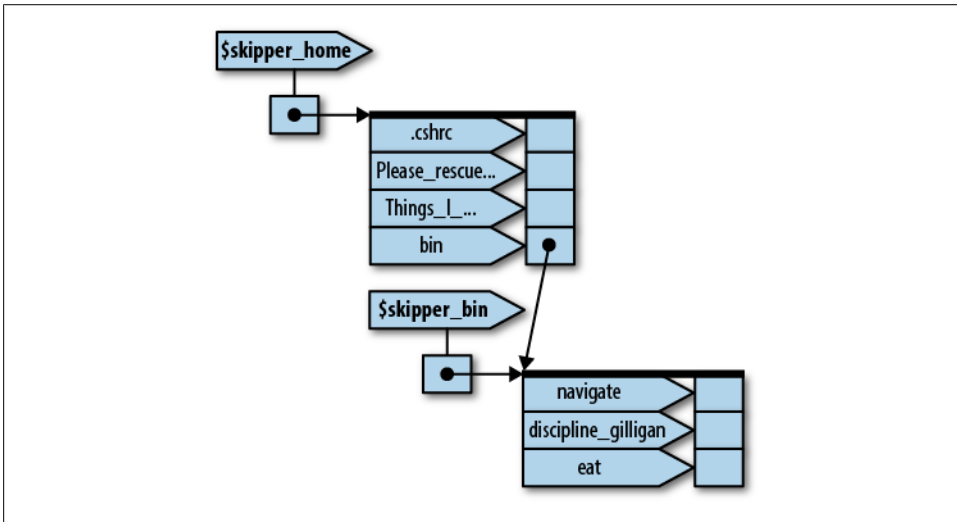 $skipper_home
.cshrc
Please_rescue...
Things_I_...
bin
$skipper_bin
navigate
discipline_gilligan
eat